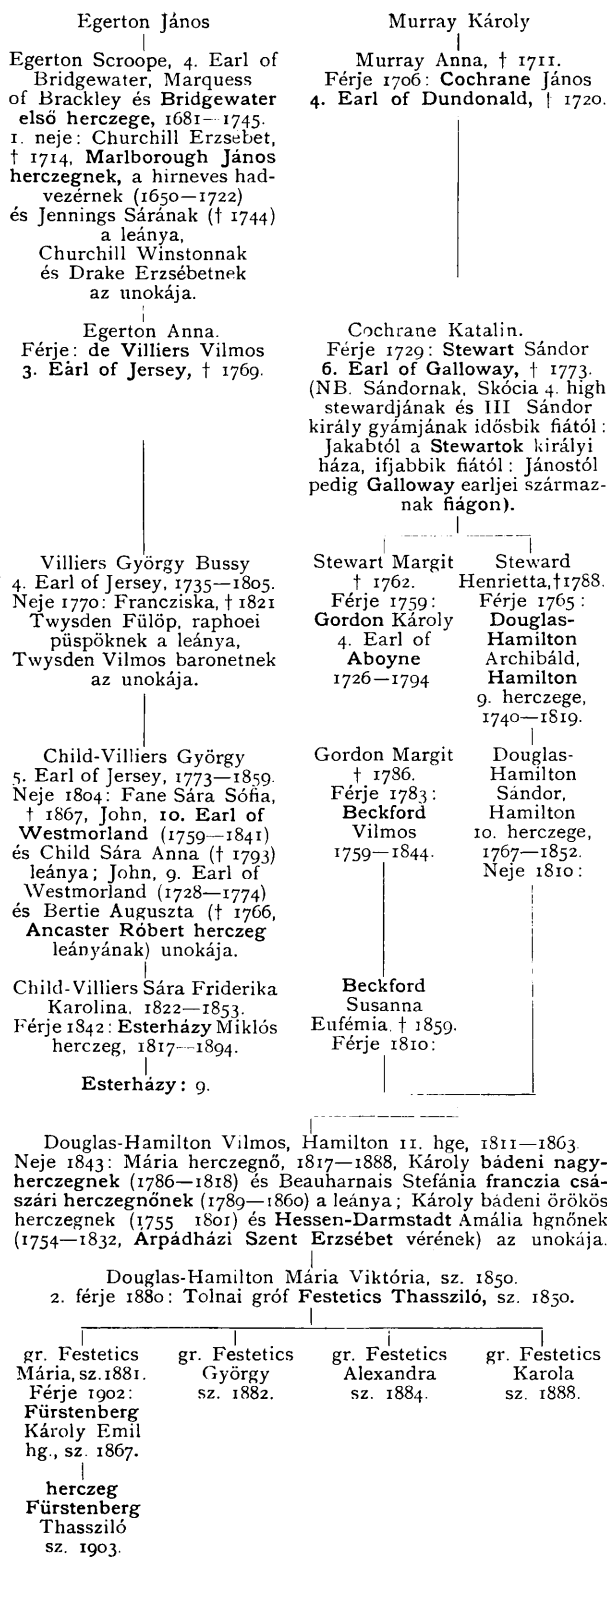 Egerton János
Egerton Scroope, 4. Earl of
Bridgewater, Marquess
of Brackley és Bridgewater
első herczege, 1681—1745.
1. neje: Churchill Erzsébet,
† 1714, Marlborough János
herczegnek, a hirneves had-
vezérnek (1650—1722)
és Jennings Sárának († 1744)
a leánya,
Churchill Winstonnak
és Drake Erzsébetnek
az unokája.
Egerton Anna.
Férje: de Villiers Vilmos
3. Earl of Jersey, † 1769.
Villiers György Bussy
4. Earl of Jersey, 1735—1805.
Neje 1770: Francziska, † 1821
Twysden Fülöp, raphoei
püspöknek a leánya,
Twysden Vilmos baronetnek
az unokája.
Child-Villiers György
5. Earl of Jersey, 1773—1859.
Neje 1804: Fane Sára Sófia,
† 1867, John, 10. Earl of
Westmorland (1759—1841)
és Child Sára Anna († 1793)
leánya; John, 9. Earl of
Westmorland (1728—1774)
és Bertie Auguszta († 1766,
Ancaster Róbert herczeg
leányának) unokája.
Child-Villiers Sára Friderika
Karolina, 1822—1853.
Férje 1842: Esterházy Miklós
herczeg, 1817—1894.
Esterházy: 9.
Murray Károly
Murray Anna, † 1711.
Férje 1706: Cochrane János
4. Earl of Dundonald, † 1720.
Cochrane Katalin.
Férje 1729: Stewart Sándor
6. Earl of Galloway, † 1773.
(NB. Sándornak, Skócia 4. high
stewardjának és III Sándor
király gyámjának idősbik fiától:
Jakabtól a Stewartok királyi
háza, ifjabbik fiától: Jánostól
pedig Galloway earljei származ-
nak fiágon).
Stewart Margit
† 1762.
Férje 1759:
Gordon Károly
4. Earl of
Aboyne
1726—1794
Gordon Margit
† 1786.
Férje 1783:
Beckford
Vilmos
1759—1844.
Beckford
Susanna
Eufémia, † 1859.
Férje 1810:
Steward
Henrietta, † 1788.
Férje 1765:
Douglas-
Hamilton
Archibáld,
Hamilton
9. herczege,
1740—1819.
Douglas-
Hamilton
Sándor,
Hamilton
10. herczege,
1767—1852.
Neje 1810:
Douglas-Hamilton Vilmos, Hamilton 11. hge, 1811—1863
Neje 1843: Mária herczegnő, 1817—1888, Károly bádeni nagy-
herczegnek (1786—1818) és Beauharnais Stefánia franczia csá-
szári herczegnőnek (1789—1860) a leánya; Károly bádeni örökös
herczegnek (1755 1801) és Hessen-Darmstadt Amália hgnőnek
(1754—1832, Arpádházi Szent Erzsébet vérének) az unokája.
Douglas-Hamilton Mária Viktória, sz. 1850.
2. férje 1880: Tolnai gróf Festetics Thassziló, sz. 1850.
gr. Festetics
Mária, sz. 1881.
Férje 1902:
Fürstenberg
Károly Emil
hg., sz. 1867.
herczeg
Fürstenberg
Thassziló
sz. 1903.
gr. Festetics
György
sz. 1882.
gr. Festetics
Alexandra
sz. 1884.
gr. Festetics
Karola
sz. 1888.